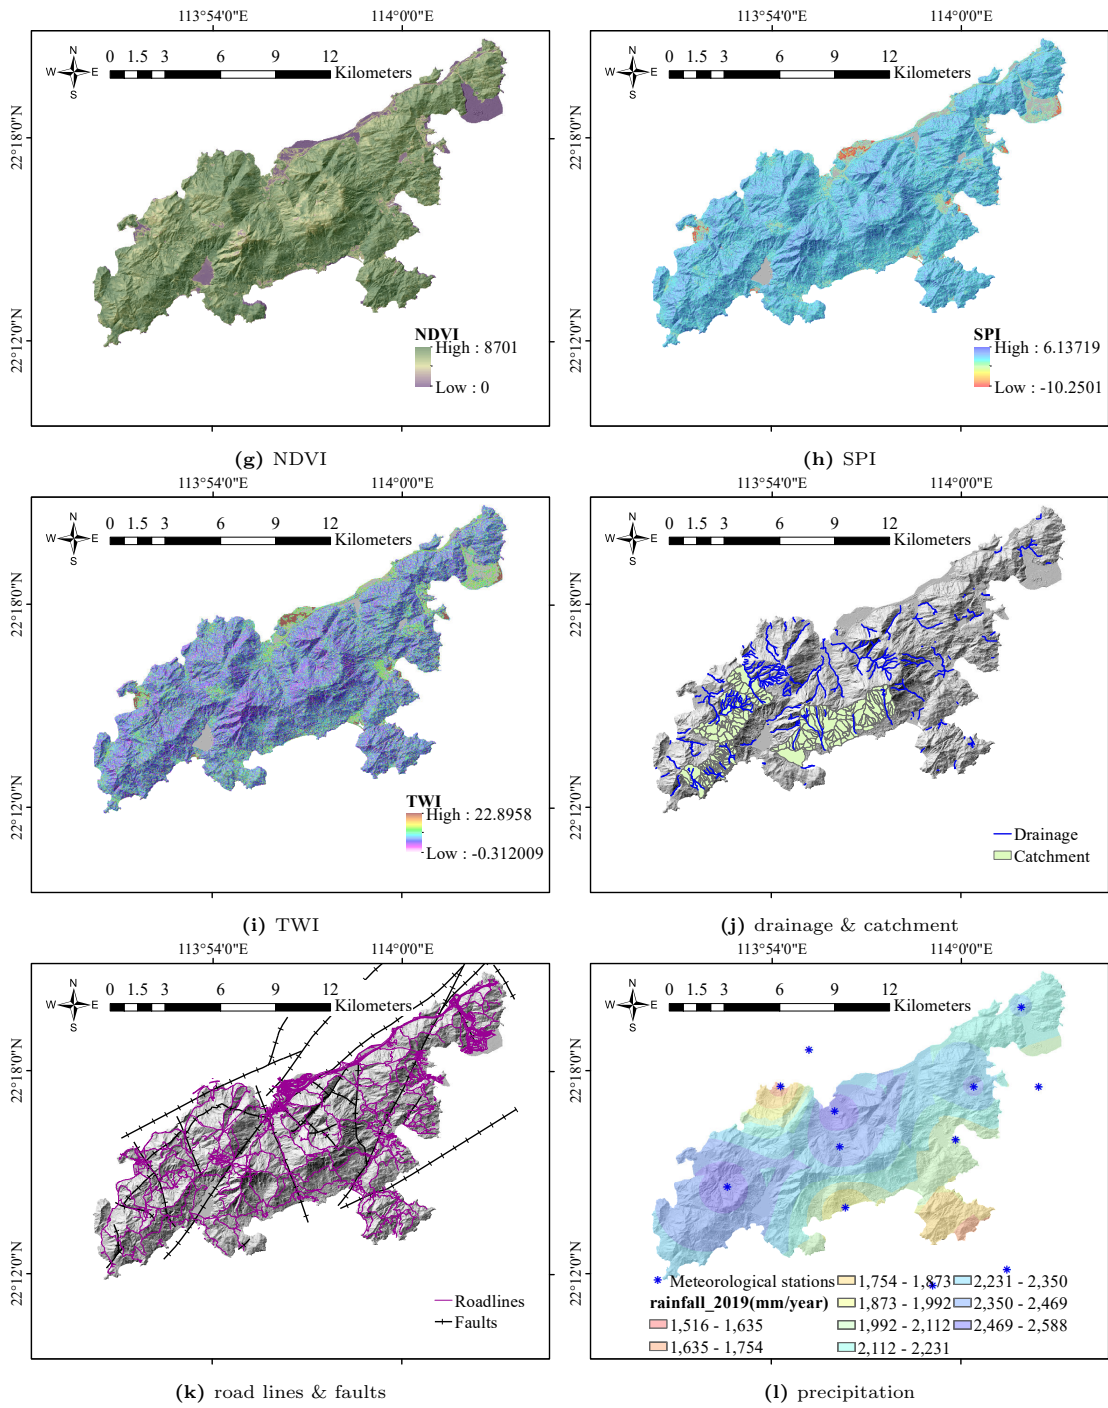 113°54'0"E 114°0'0"E 113°54'0"E 114°0'0"E
N
W E
S
0 1.5 3 6 9 12
Kilometers
22°18'0"N
22°12'0"N
NDVI
High : 8701
Low : 0
N
W E
S
0 1.5 3 6 9 12
Kilometers
22°18'0"N
22°12'0"N
SPI
High : 6.13719
Low : -10.2501
(g) NDVI
(h) SPI
113°54'0"E 114°0'0"E 113°54'0"E 114°0'0"E
N
W E
S
0 1.5 3 6 9 12
Kilometers
22°18'0"N
22°12'0"N
TWI
High : 22.8958
Low : -0.312009
N
W E
S
0 1.5 3 6 9 12
Kilometers
22°18'0"N
22°12'0"N
Drainage
Catchment
(i) TWI
(j) drainage & catchment
113°54'0"E 114°0'0"E 113°54'0"E 114°0'0"E
N
W E
S
0 1.5 3 6 9 12
Kilometers
22°18'0"N
22°12'0"N
Roadlines
Faults
N
W E
S
0 1.5 3 6 9 12
Kilometers
22°18'0"N
22°12'0"N
Meteorological stations
rainfall_2019(mm/year)
1,516 - 1,635
1,635 - 1,754
1,754 - 1,873
1,873 - 1,992
1,992 - 2,112
2,112 - 2,231
2,231 - 2,350
2,350 - 2,469
2,469 - 2,588
(k) road lines & faults
(l) precipitation